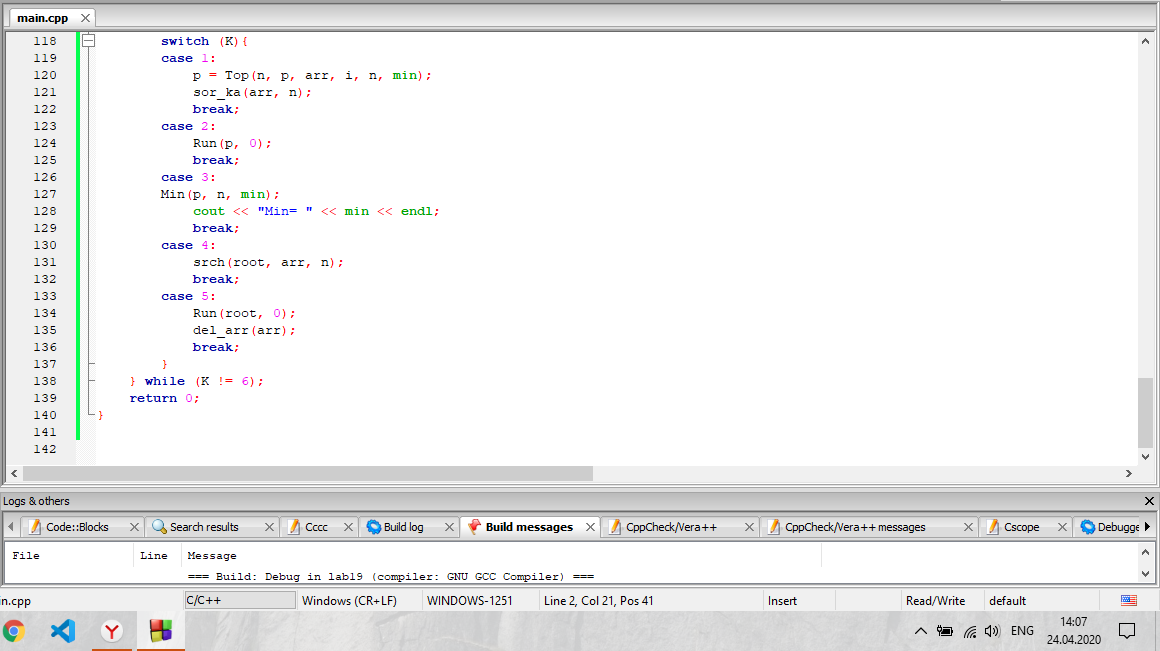 main.cpp
118 switch (K){
119 case 1:
120 p = Top(n, p, arr, i, n, min);
121 sor_ka(arr, n);
122 break;
123 case 2:
124 Run(p, 0);
125 break;
126 case 3:
127 Min(p, n, min);
128 cout << "Min= " << min << endl;
129 break;
130 case 4:
131 srch(root, arr, n);
132 break;
133 case 5:
134 Run(root, 0);
135 del_arr(arr);
136 break;
137 }
138 } while (K != 6);
139 return 0;
140 }
141
142
Logs & others
Code::Blocks Search results Cccc Build log Build messages CppCheck/Vera++ CppCheck/Vera++ messages Cscope Debugge
File Line Message
=== Build: Debug in lab19 (compiler: GNU GCC Compiler) ===
in.cpp C/C++ Windows (CR+LF) WINDOWS-1251 Line 2, Col 21, Pos 41 Insert Read/Write default
ENG 14:07
24.04.2020